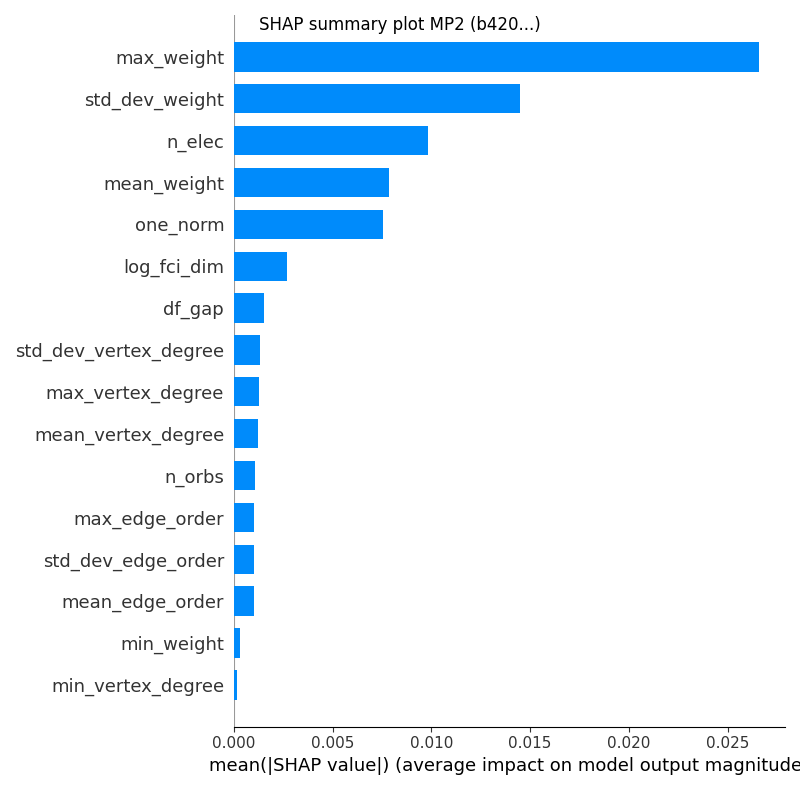 SHAP summary plot MP2 (b420...)
max_weight
std_dev_weight
n_elec
mean_weight
one_norm
log_fci_dim
df_gap
std_dev_vertex_degree
max_vertex_degree
mean_vertex_degree
n_orbs
max_edge_order
std_dev_edge_order
mean_edge_order
min_weight
min_vertex_degree
0.000 0.005 0.010 0.015 0.020 0.025
mean(|SHAP value|) (average impact on model output magnitude